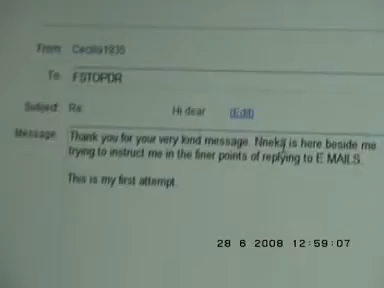 From: Cecilia1935
To: FSTOPDR
Subject: Re: Hi dear (Edit)
Message: Thank you for your very kind message. Nneka is here beside me
trying to instruct me in the finer points of replying to E MAILS.
This is my first attempt.
28 6 2008 12:59:07